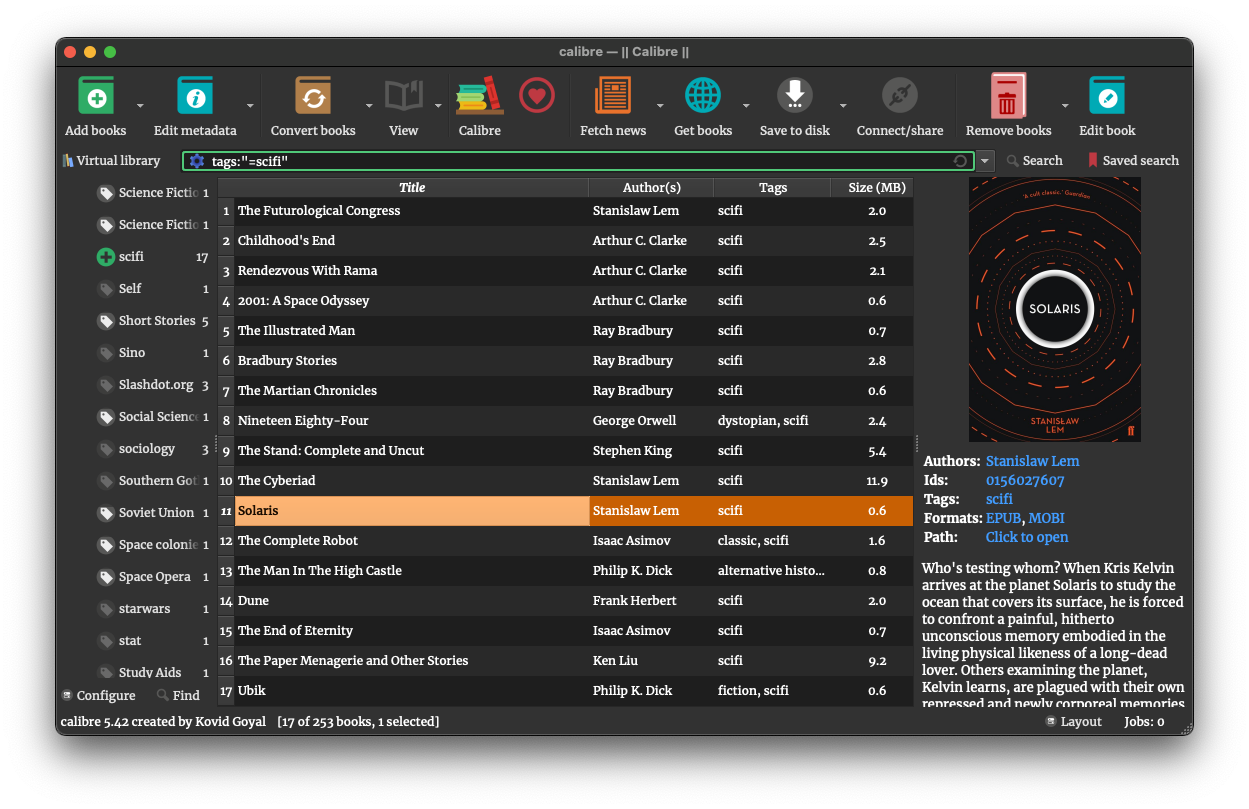 calibre — || Calibre ||
Add books
Edit metadata
Convert books
View
Calibre
Fetch news
Get books
Save to disk
Connect/share
Remove books
Edit book
Virtual library
tags:"=scifi"
Search
Saved search
Science Fictio 1
Science Fictio 1
scifi 17
Self 1
Short Stories 5
Sino 1
Slashdot.org 3
Social Science 1
sociology 3
Southern Got 1
Soviet Union 1
Space colonie 1
Space Opera 1
starwars 1
stat 1
Study Aids 1
Configure
Find
Title Author(s) Tags Size (MB)
1 The Futurological Congress Stanislaw Lem scifi 2.0
2 Childhood's End Arthur C. Clarke scifi 2.5
3 Rendezvous With Rama Arthur C. Clarke scifi 2.1
4 2001: A Space Odyssey Arthur C. Clarke scifi 0.6
5 The Illustrated Man Ray Bradbury scifi 0.7
6 Bradbury Stories Ray Bradbury scifi 2.8
7 The Martian Chronicles Ray Bradbury scifi 0.6
8 Nineteen Eighty-Four George Orwell dystopian, scifi 2.4
9 The Stand: Complete and Uncut Stephen King scifi 5.4
10 The Cyberiad Stanislaw Lem scifi 11.9
11 Solaris Stanislaw Lem scifi 0.6
12 The Complete Robot Isaac Asimov classic, scifi 1.6
13 The Man In The High Castle Philip K. Dick alternative histo... 0.8
14 Dune Frank Herbert scifi 2.0
15 The End of Eternity Isaac Asimov scifi 0.7
16 The Paper Menagerie and Other Stories Ken Liu scifi 9.2
17 Ubik Philip K. Dick fiction, scifi 0.6
'A cult classic.' Guardian
SOLARIS
STANISŁAW
LEM
ff
Authors: Stanislaw Lem
Ids: 0156027607
Tags: scifi
Formats: EPUB, MOBI
Path: Click to open
Who's testing whom? When Kris Kelvin
arrives at the planet Solaris to study the
ocean that covers its surface, he is forced
to confront a painful, hitherto
unconscious memory embodied in the
living physical likeness of a long-dead
lover. Others examining the planet,
Kelvin learns, are plagued with their own
repressed and newly corporeal memories
calibre 5.42 created by Kovid Goyal [17 of 253 books, 1 selected]
Layout
Jobs: 0